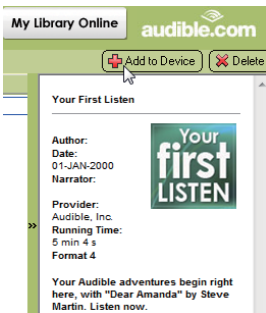 My Library Online
audible.com
Add to Device
Delete
Your First Listen
Author:
Date:
01-JAN-2000
Narrator:
Your
first
LISTEN
Provider:
Audible, Inc.
Running Time:
5 min 4 s
Format 4
»
Your Audible adventures begin right
here, with "Dear Amanda" by Steve
Martin. Listen now.